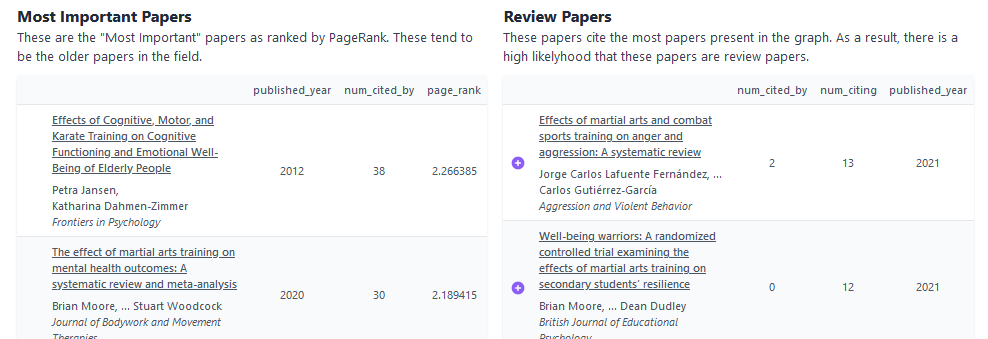 Most Important Papers
These are the "Most Important" papers as ranked by PageRank. These tend to
be the older papers in the field.
published_year num_cited_by page_rank
Effects of Cognitive, Motor, and
Karate Training on Cognitive
Functioning and Emotional Well-
Being of Elderly People
2012 38 2.266385
Petra Jansen,
Katharina Dahmen-Zimmer
Frontiers in Psychology
The effect of martial arts training on
mental health outcomes: A
systematic review and meta-analysis
2020 30 2.189415
Brian Moore, ... Stuart Woodcock
Journal of Bodywork and Movement
Therapies
Review Papers
These papers cite the most papers present in the graph. As a result, there is a
high likelyhood that these papers are review papers.
num_cited_by num_citing published_year
Effects of martial arts and combat
sports training on anger and
aggression: A systematic review
2 13 2021
Jorge Carlos Lafuente Fernández, ...
Carlos Gutiérrez-García
Aggression and Violent Behavior
Well-being warriors: A randomized
controlled trial examining the
effects of martial arts training on
secondary students' resilience
0 12 2021
Brian Moore, ... Dean Dudley
British Journal of Educational
Psychology